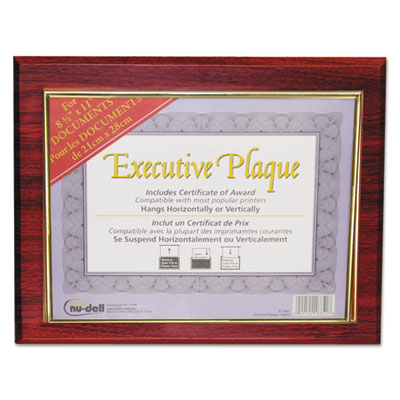 For
8 ½" x 11"
DOCUMENTS
Pour les DOCUMENTS
de 21cm x 28cm
Executive Plaque
Includes Certificate of Award
Compatible with most popular printers
Hangs Horizontally or Vertically
Inclut un Certificat de Prix
Compatible avec la plupart des imprimantes courantes
Se Suspend Horizontalement ou Verticalement
nu-dell